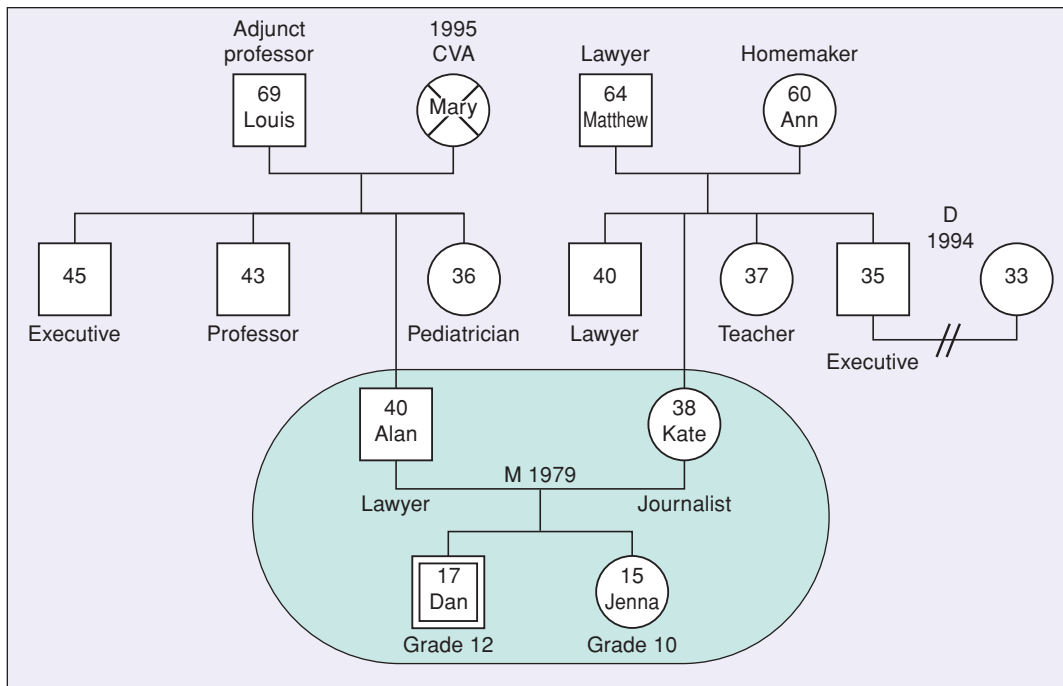 Adjunct
professor
1995
CVA
Lawyer
Homemaker
69
Louis
Mary
64
Matthew
60
Ann
D
1994
45
43
36
40
37
35
33
Executive
Professor
Pediatrician
Lawyer
Teacher
Executive
40
Alan
38
Kate
M 1979
Lawyer
Journalist
17
Dan
15
Jenna
Grade 12
Grade 10